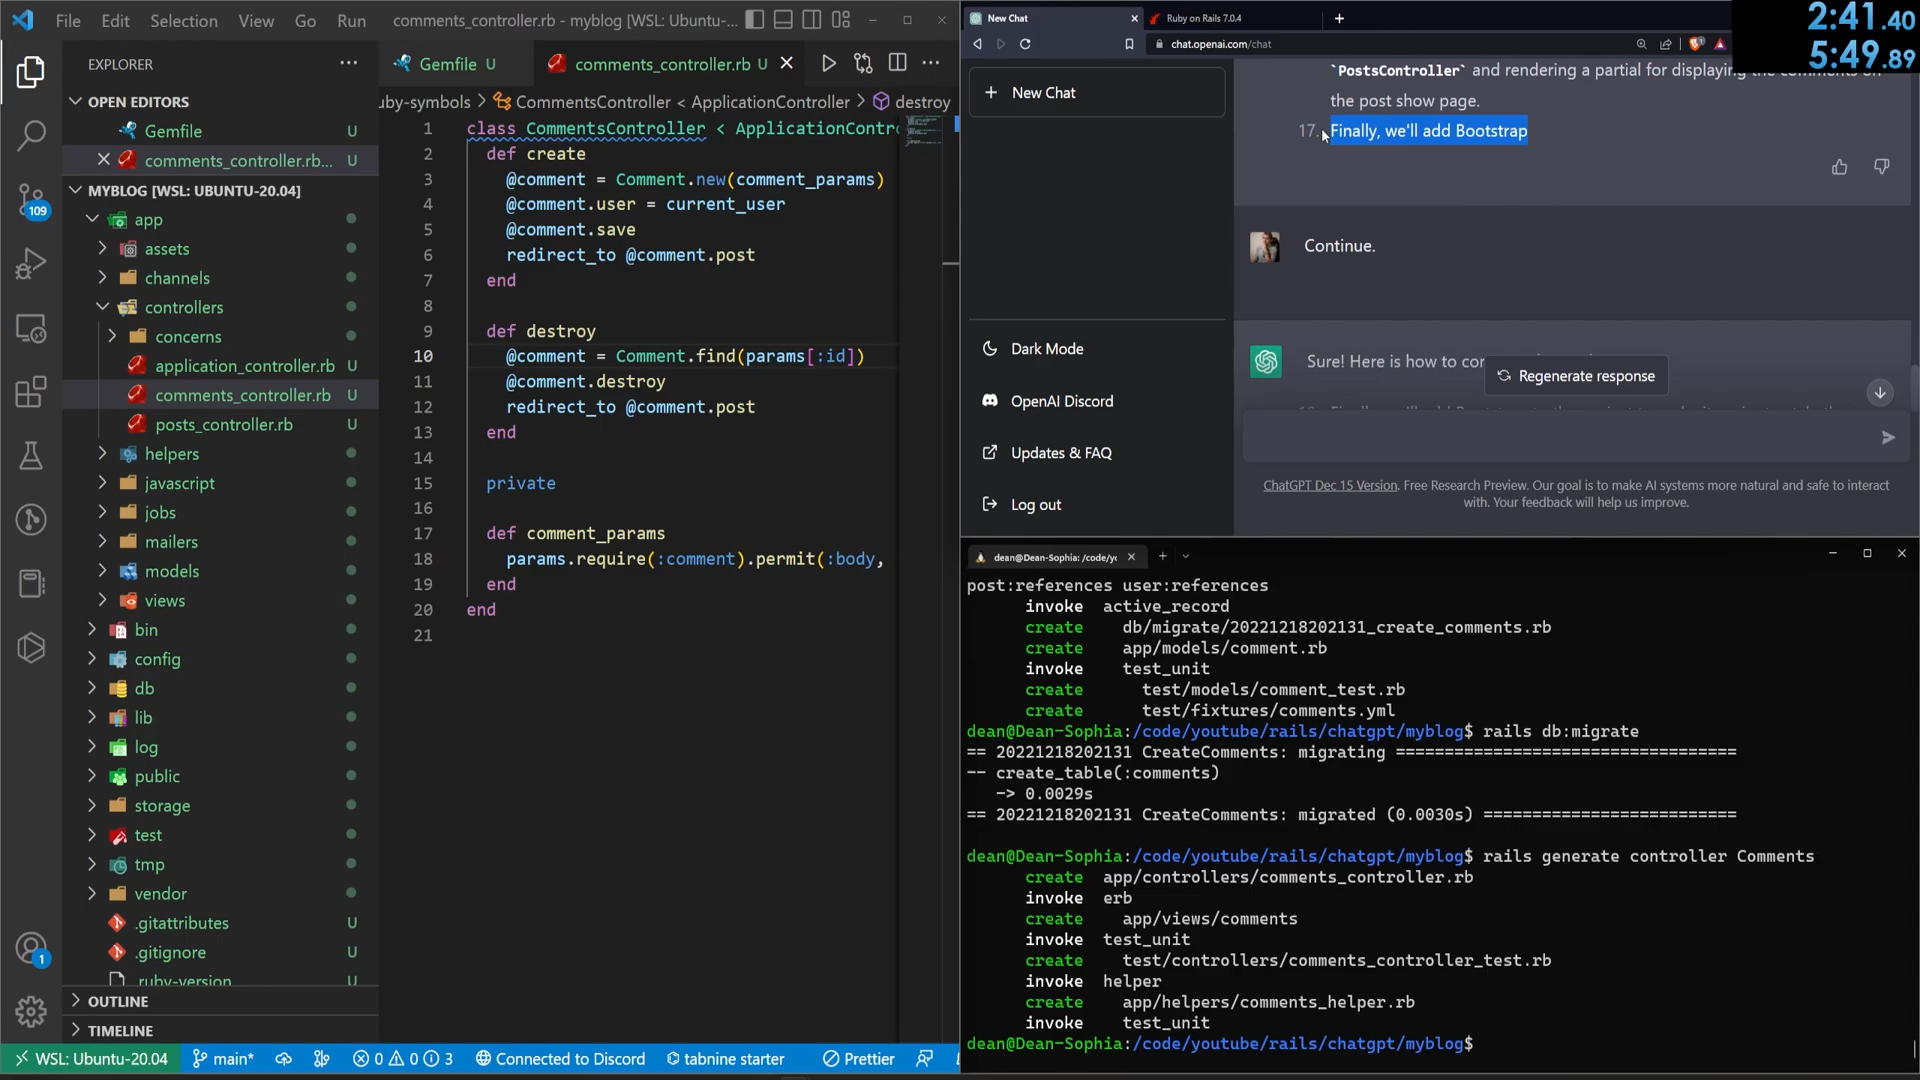 File Edit Selection View Go Run comments_controller.rb - myblog [WSL: Ubuntu-...
EXPLORER
OPEN EDITORS
Gemfile U
comments_controller.rb... U
MYBLOG [WSL: UBUNTU-20.04]
app
assets
channels
controllers
concerns
application_controller.rb U
comments_controller.rb U
posts_controller.rb U
helpers
javascript
jobs
mailers
models
views
bin
config
db
lib
log
public
storage
test
tmp
vendor
.gitattributes U
.gitignore U
.ruby-version U
OUTLINE
TIMELINE
109
1
Gemfile U
comments_controller.rb U
uby-symbols > CommentsController < ApplicationController > destroy
1 class CommentsController < ApplicationContr
2 def create
3 @comment = Comment.new(comment_params)
4 @comment.user = current_user
5 @comment.save
6 redirect_to @comment.post
7 end
8
9 def destroy
10 @comment = Comment.find(params[:id])
11 @comment.destroy
12 redirect_to @comment.post
13 end
14
15 private
16
17 def comment_params
18 params.require(:comment).permit(:body,
19 end
20 end
21
WSL: Ubuntu-20.04 main* 0 0 3 Connected to Discord tabnine starter Prettier
New Chat
Ruby on Rails 7.0.4
chat.openai.com/chat
2:41.40
5:49.89
New Chat
Dark Mode
OpenAI Discord
Updates & FAQ
Log out
`PostsController` and rendering a partial for displaying the comments on
the post show page.
17. Finally, we'll add Bootstrap
Continue.
Sure! Here is how to con
Regenerate response
ChatGPT Dec 15 Version. Free Research Preview. Our goal is to make AI systems more natural and safe to interact
with. Your feedback will help us improve.
dean@Dean-Sophia: /code/yo
post:references user:references
invoke active_record
create db/migrate/20221218202131_create_comments.rb
create app/models/comment.rb
invoke test_unit
create test/models/comment_test.rb
create test/fixtures/comments.yml
dean@Dean-Sophia:/code/youtube/rails/chatgpt/myblog$ rails db:migrate
== 20221218202131 CreateComments: migrating ===================================
-- create_table(:comments)
-> 0.0029s
== 20221218202131 CreateComments: migrated (0.0030s) ==========================
dean@Dean-Sophia:/code/youtube/rails/chatgpt/myblog$ rails generate controller Comments
create app/controllers/comments_controller.rb
invoke erb
create app/views/comments
invoke test_unit
create test/controllers/comments_controller_test.rb
invoke helper
create app/helpers/comments_helper.rb
invoke test_unit
dean@Dean-Sophia:/code/youtube/rails/chatgpt/myblog$